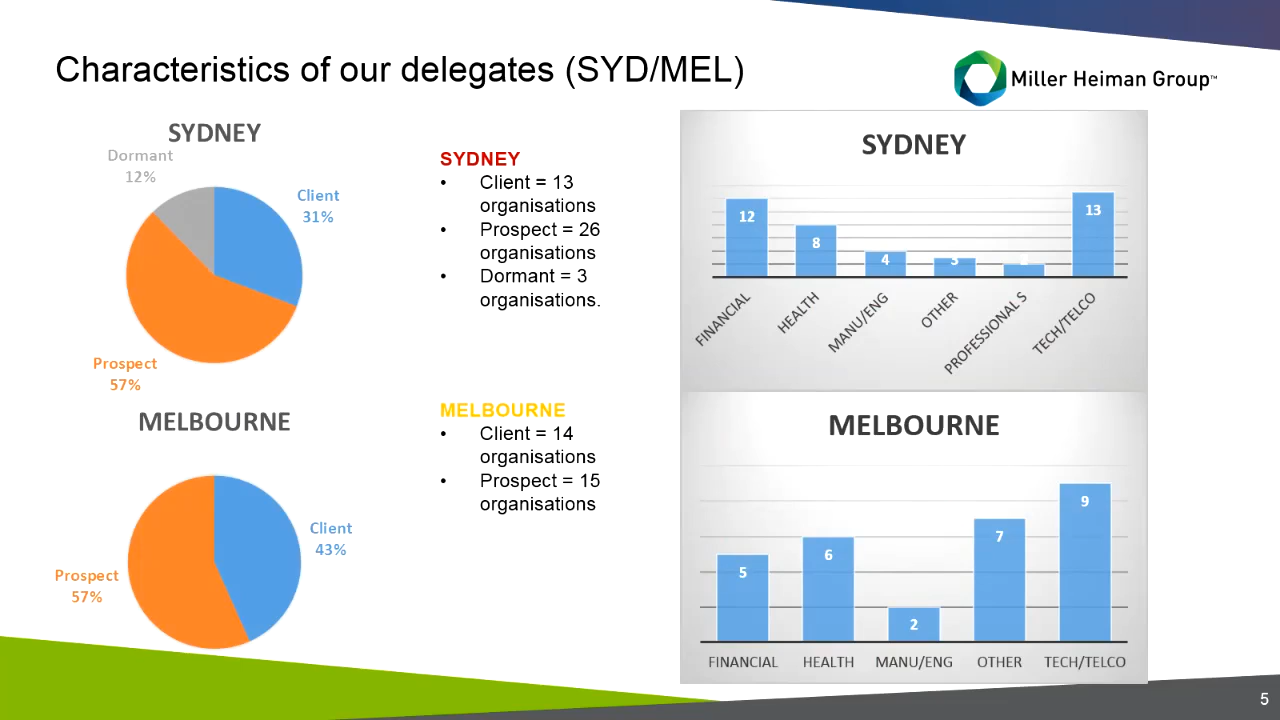 Characteristics of our delegates (SYD/MEL)
Miller Heiman Group™
SYDNEY
Dormant
12%
Client
31%
Prospect
57%
SYDNEY
• Client = 13
organisations
• Prospect = 26
organisations
• Dormant = 3
organisations.
SYDNEY
12
8
4
3
13
FINANCIAL
HEALTH
MANU/ENG
OTHER
PROFESSIONAL S
TECH/TELCO
MELBOURNE
Client
43%
Prospect
57%
MELBOURNE
• Client = 14
organisations
• Prospect = 15
organisations
MELBOURNE
5
6
2
7
9
FINANCIAL HEALTH MANU/ENG OTHER TECH/TELCO
5